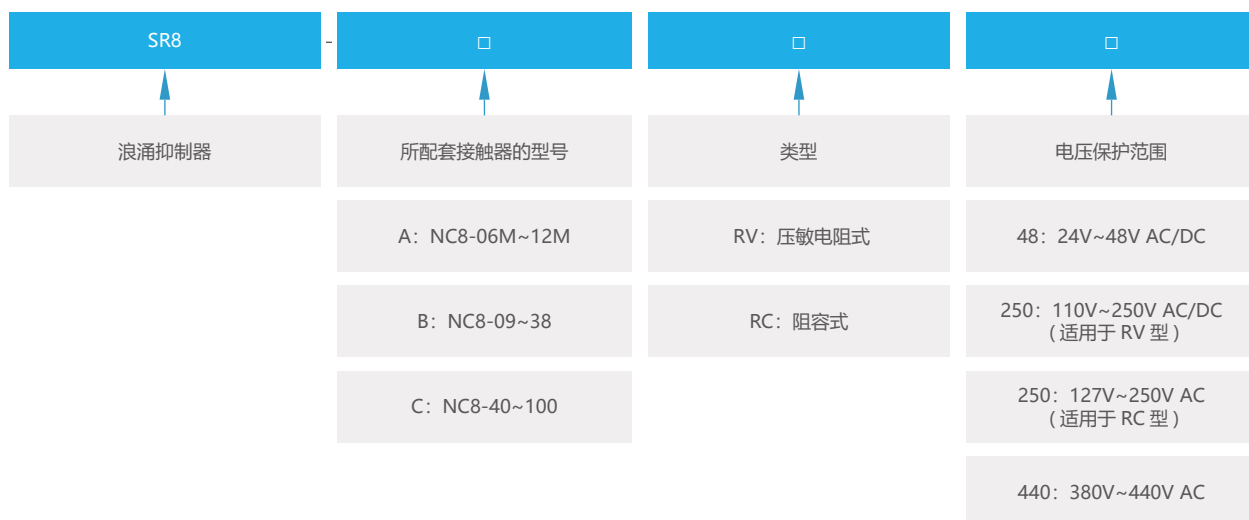 SR8 - □ □ □
浪涌抑制器 所配套接触器的型号 类型 电压保护范围
A：NC8-06M~12M RV：压敏电阻式 48：24V~48V AC/DC
B：NC8-09~38 RC：阻容式 250：110V~250V AC/DC
( 适用于 RV 型 )
C：NC8-40~100 250：127V~250V AC
( 适用于 RC 型 )
440：380V~440V AC